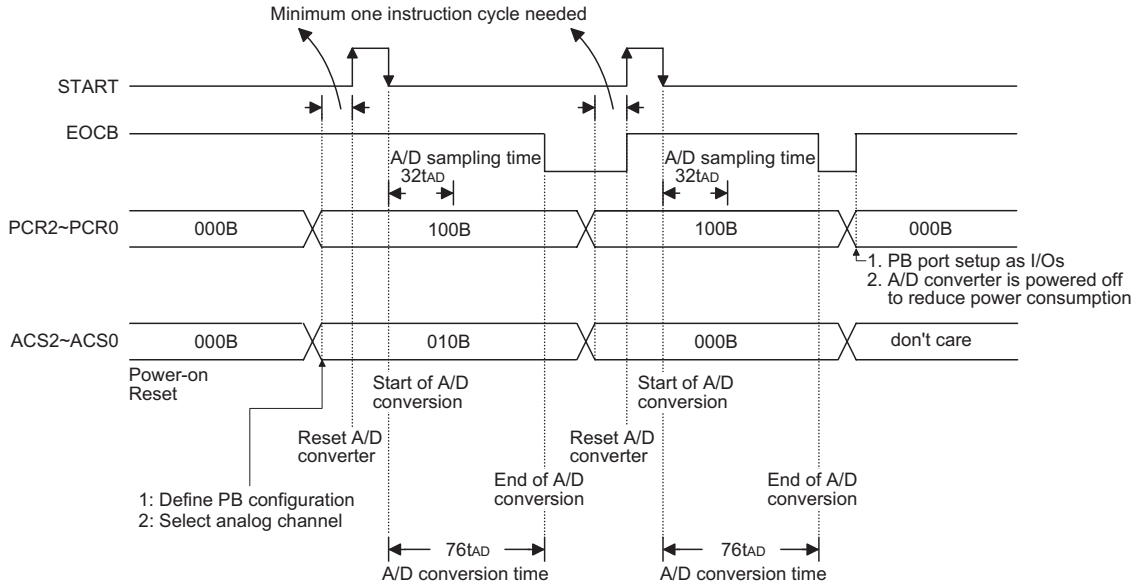 Minimum one instruction cycle needed
START
EOCB
A/D sampling time
32tAD
A/D sampling time
32tAD
PCR2~PCR0
000B
100B
100B
000B
1. PB port setup as I/Os
2. A/D converter is powered off
to reduce power consumption
ACS2~ACS0
000B
010B
000B
don't care
Power-on
Reset
Start of A/D
conversion
Start of A/D
conversion
Reset A/D
converter
Reset A/D
converter
End of A/D
conversion
End of A/D
conversion
1: Define PB configuration
2: Select analog channel
76tAD
A/D conversion time
76tAD
A/D conversion time